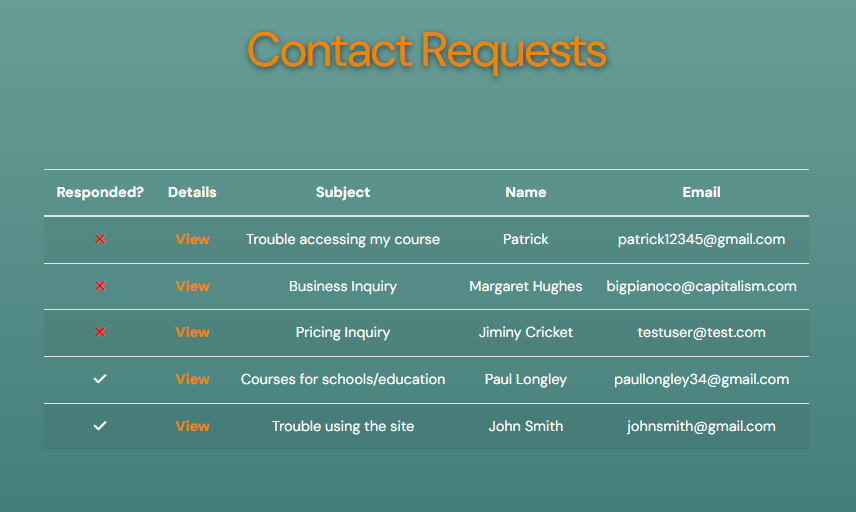 Contact Requests
Responded? Details Subject Name Email
View Trouble accessing my course Patrick patrick12345@gmail.com
View Business Inquiry Margaret Hughes bigpianoco@capitalism.com
View Pricing Inquiry Jiminy Cricket testuser@test.com
View Courses for schools/education Paul Longley paullongley34@gmail.com
View Trouble using the site John Smith johnsmith@gmail.com